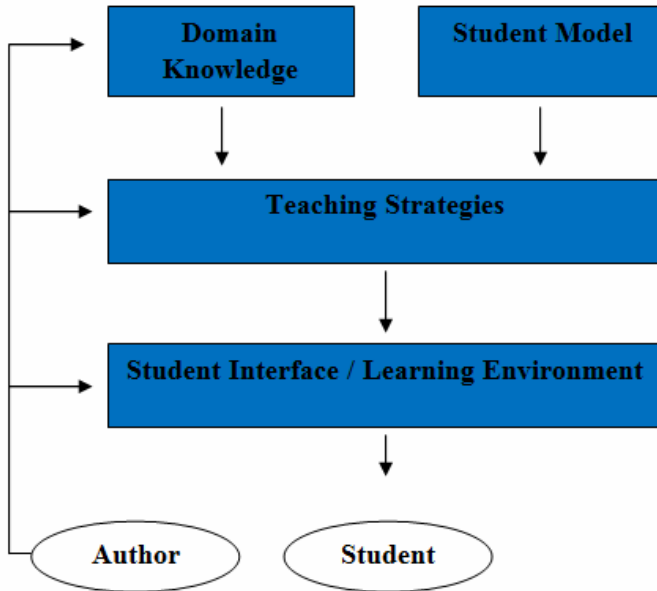 Domain
Knowledge
Student Model
Teaching Strategies
Student Interface / Learning Environment
Author
Student